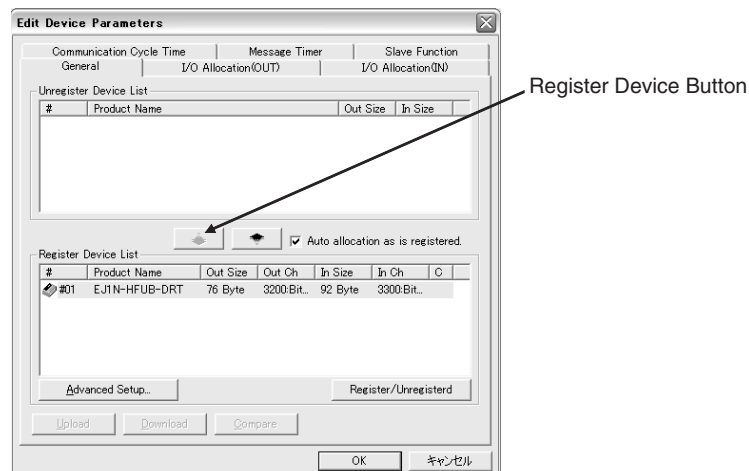 Edit Device Parameters
Communication Cycle Time Message Timer Slave Function
General I/O Allocation(OUT) I/O Allocation(IN)
Unregister Device List
# Product Name Out Size In Size
Register Device Button
Auto allocation as is registered.
Register Device List
# Product Name Out Size Out Ch In Size In Ch C
#01 EJ1N-HFUB-DRT 76 Byte 3200:Bit... 92 Byte 3300:Bit...
Advanced Setup... Register/Unregisterd
Upload Download Compare
OK キャンセル